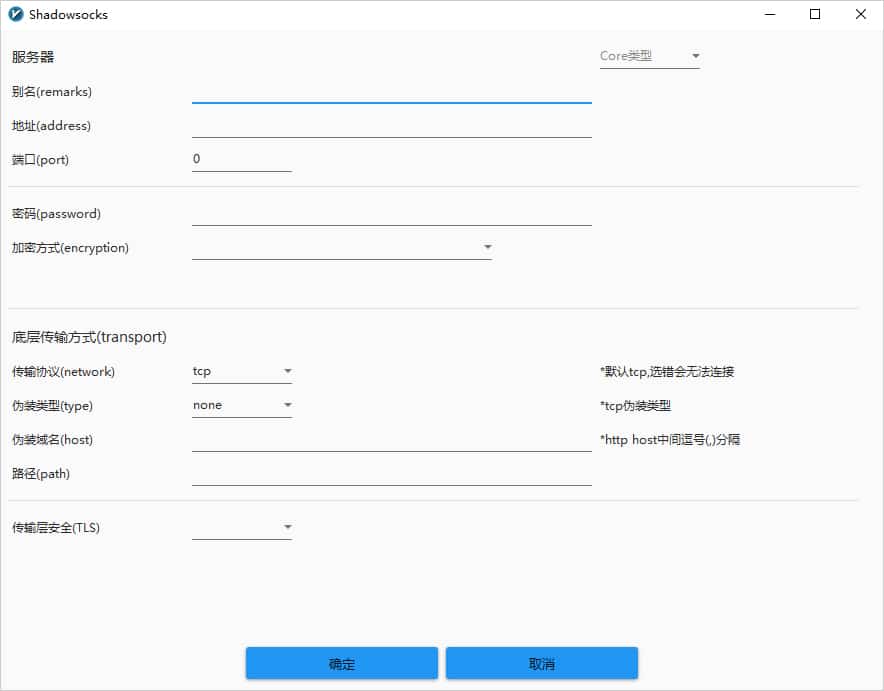 Shadowsocks
服务器
Core类型
别名(remarks)
地址(address)
端口(port)
0
密码(password)
加密方式(encryption)
底层传输方式(transport)
传输协议(network)
tcp
*默认tcp,选错会无法连接
伪装类型(type)
none
*tcp伪装类型
伪装域名(host)
*http host中间逗号(,)分隔
路径(path)
传输层安全(TLS)
确定
取消